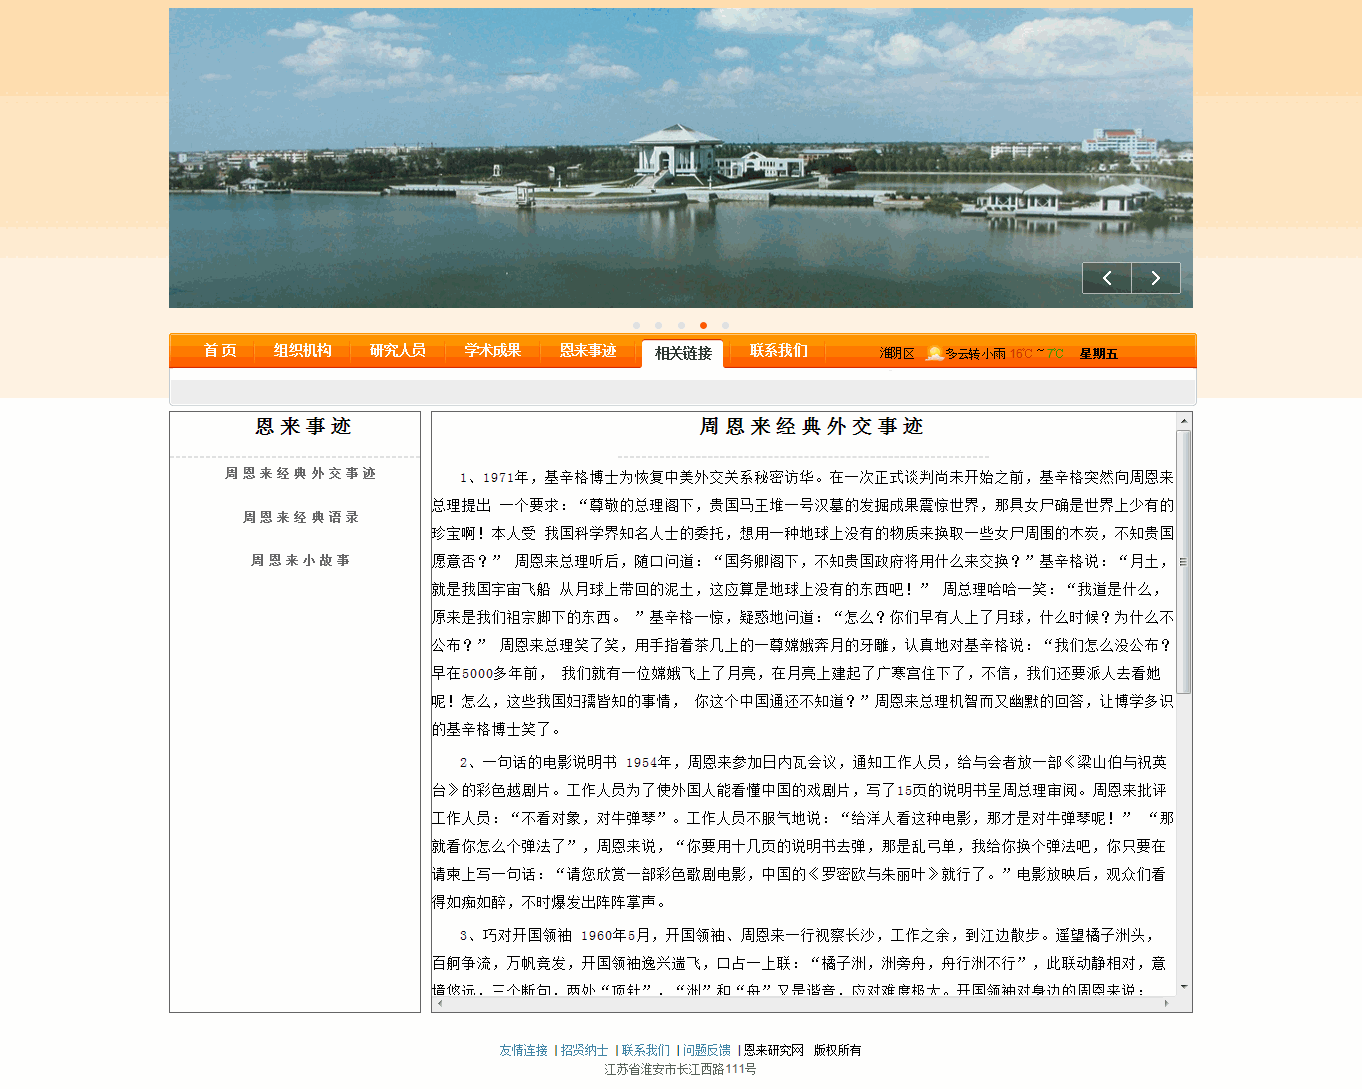 首 页 组织机构 研究人员 学术成果 恩来事迹 相关链接 联系我们 淮阴区 多云转小雨 16℃ ~ 7℃ 星期五
恩 来 事 迹
周 恩 来 经 典 外 交 事 迹
周 恩 来 经 典 语 录
周 恩 来 小 故 事
周 恩 来 经 典 外 交 事 迹
1、1971年，基辛格博士为恢复中美外交关系秘密访华。在一次正式谈判尚未开始之前，基辛格突然向周恩来
总理提出 一个要求：“尊敬的总理阁下，贵国马王堆一号汉墓的发掘成果震惊世界，那具女尸确是世界上少有的
珍宝啊！本人受 我国科学界知名人士的委托，想用一种地球上没有的物质来换取一些女尸周围的木炭，不知贵国
愿意否？” 周恩来总理听后，随口问道：“国务卿阁下，不知贵国政府将用什么来交换？”基辛格说：“月土，
就是我国宇宙飞船 从月球上带回的泥土，这应算是地球上没有的东西吧！” 周总理哈哈一笑：“我道是什么，
原来是我们祖宗脚下的东西。 ”基辛格一惊，疑惑地问道：“怎么？你们早有人上了月球，什么时候？为什么不
公布？” 周恩来总理笑了笑，用手指着茶几上的一尊嫦娥奔月的牙雕，认真地对基辛格说：“我们怎么没公布？
早在5000多年前， 我们就有一位嫦娥飞上了月亮，在月亮上建起了广寒宫住下了，不信，我们还要派人去看她
呢！怎么，这些我国妇孺皆知的事情， 你这个中国通还不知道？”周恩来总理机智而又幽默的回答，让博学多识
的基辛格博士笑了。
2、一句话的电影说明书 1954年，周恩来参加日内瓦会议，通知工作人员，给与会者放一部《梁山伯与祝英
台》的彩色越剧片。工作人员为了使外国人能看懂中国的戏剧片，写了15页的说明书呈周总理审阅。周恩来批评
工作人员：“不看对象，对牛弹琴”。工作人员不服气地说：“给洋人看这种电影，那才是对牛弹琴呢！” “那
就看你怎么个弹法了”，周恩来说，“你要用十几页的说明书去弹，那是乱弓单，我给你换个弹法吧，你只要在
请柬上写一句话：“请您欣赏一部彩色歌剧电影，中国的《罗密欧与朱丽叶》就行了。”电影放映后，观众们看
得如痴如醉，不时爆发出阵阵掌声。
3、巧对开国领袖 1960年5月，开国领袖、周恩来一行视察长沙，工作之余，到江边散步。遥望橘子洲头，
百舸争流，万帆竞发，开国领袖逸兴遄飞，口占一上联：“橘子洲，洲旁舟，舟行洲不行”，此联动静相对，意
境悠远，三个断句，两处“顶针”，“洲”和“舟”又是谐音，应对难度极大。开国领袖对身边的周恩来说：
友情连接 | 招贤纳士 | 联系我们 | 问题反馈 | 恩来研究网 版权所有
江苏省淮安市长江西路111号